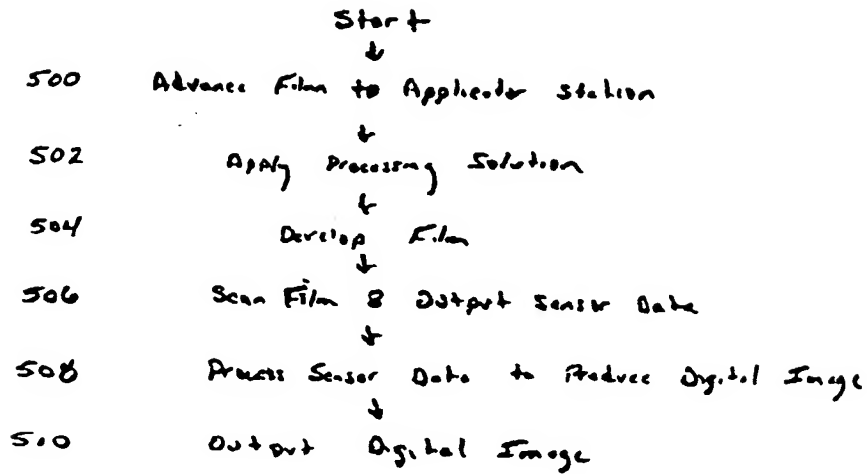 Start
500 Advance Film to Applicator Station
502 Apply Processing Solution
504 Develop Film
506 Scan Film & Output Sensor Data
508 Process Sensor Data to Produce Digital Image
510 Output Digital Image